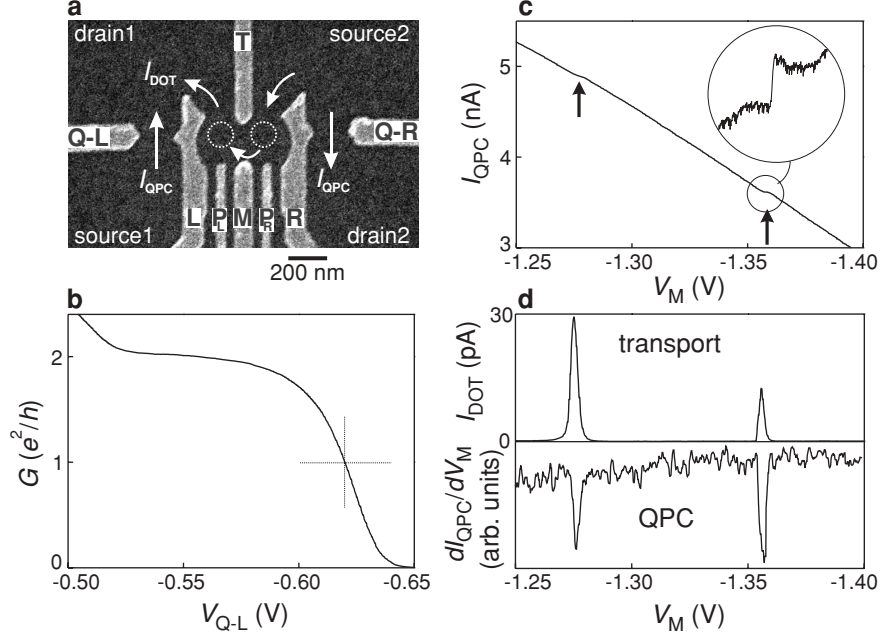 a
drain1
source2
T
I_DOT
Q-L
Q-R
I_QPC
I_QPC
L
P_L
M
P_R
R
source1
drain2
200 nm
b
2
1
0
G (e²/h)
-0.50
-0.55
-0.60
-0.65
V_Q-L (V)
c
5
4
3
I_QPC (nA)
-1.25
-1.30
-1.35
-1.40
V_M (V)
d
30
0
I_DOT (pA)
transport
dI_QPC/dV_M
(arb. units)
QPC
-1.25
-1.30
-1.35
-1.40
V_M (V)